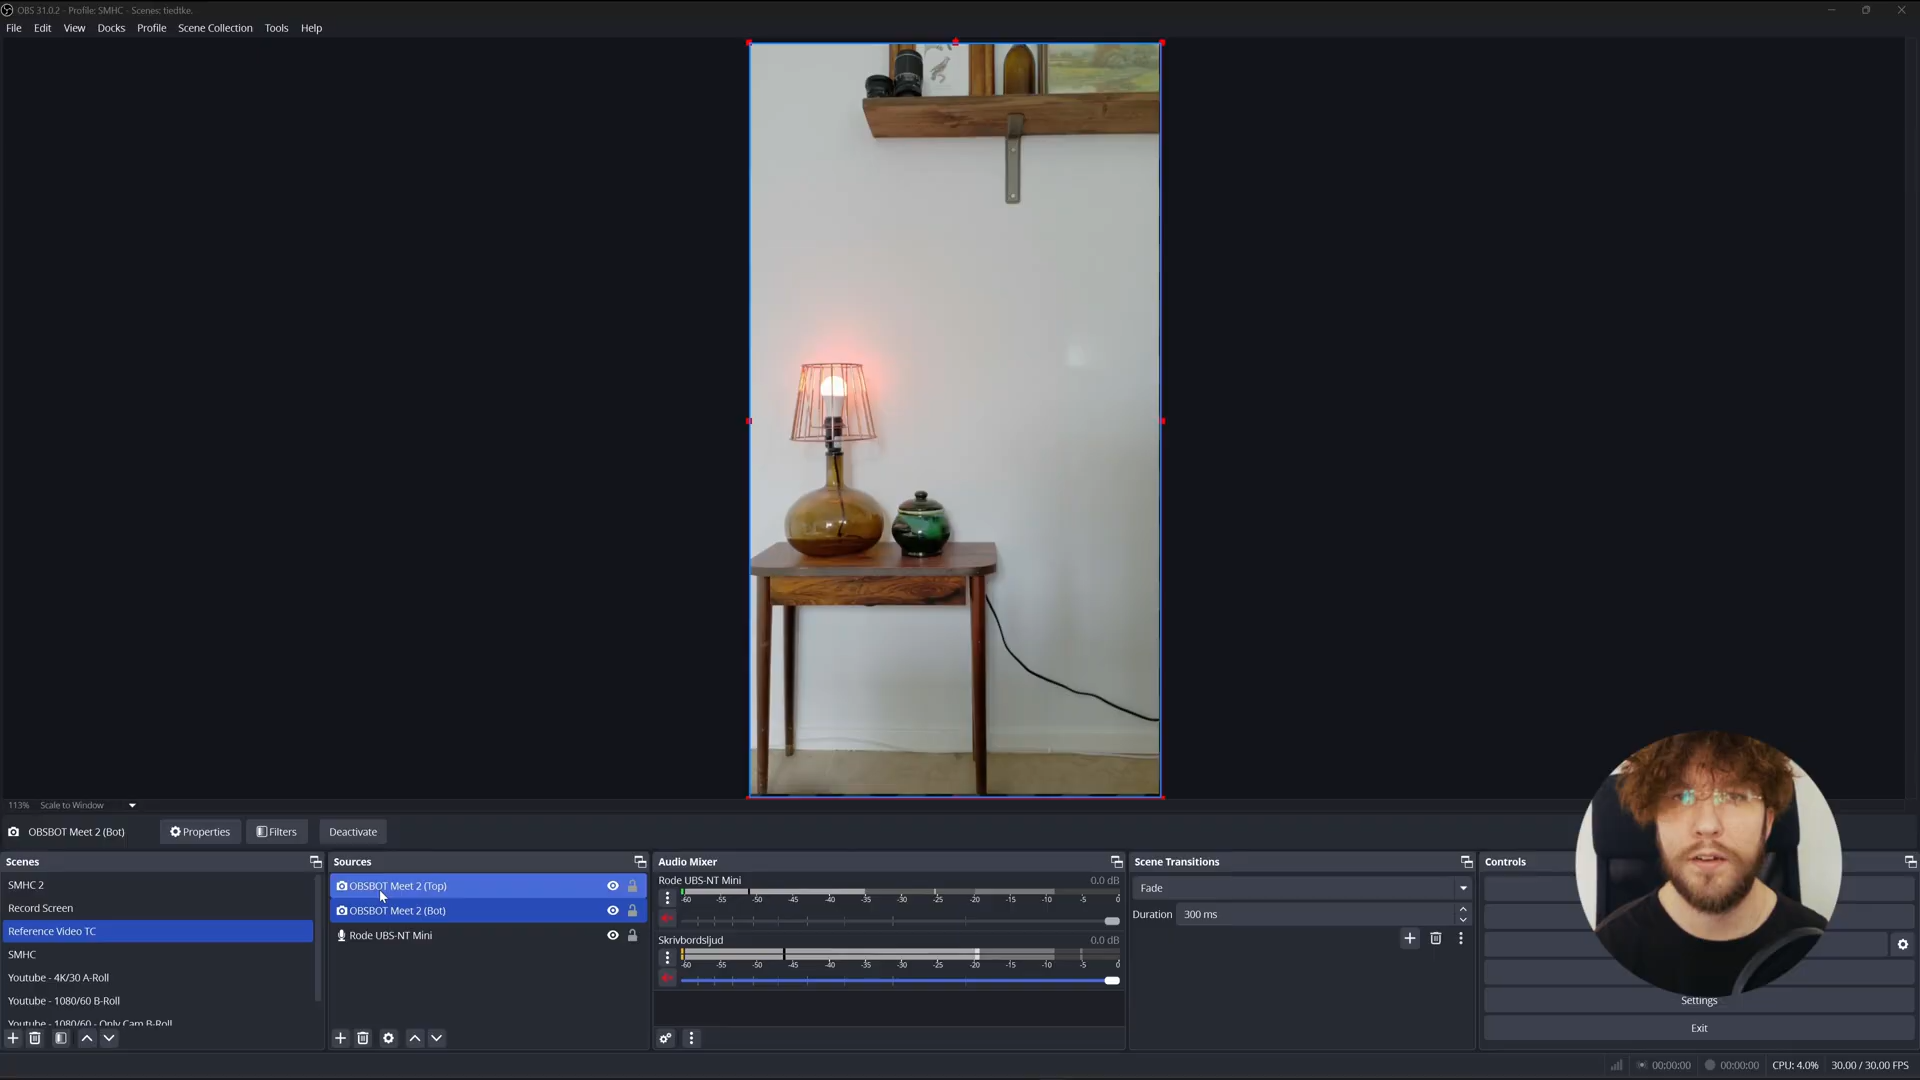 OBS 31.0.2 - Profile: SMHC - Scenes: tiedtke.
File Edit View Docks Profile Scene Collection Tools Help
113% Scale to Window
OBSBOT Meet 2 (Bot) Properties Filters Deactivate
Scenes
SMHC 2
Record Screen
Reference Video TC
SMHC
Youtube - 4K/30 A-Roll
Youtube - 1080/60 B-Roll
Youtube - 1080/60 - Only Cam B-Roll
Sources
OBSBOT Meet 2 (Top)
OBSBOT Meet 2 (Bot)
Rode UBS-NT Mini
Audio Mixer
Rode UBS-NT Mini 0.0 dB
-60 -55 -50 -45 -40 -35 -30 -25 -20 -15 -10 -5 0
Skrivbordsljud 0.0 dB
-60 -55 -50 -45 -40 -35 -30 -25 -20 -15 -10 -5 0
Scene Transitions
Fade
Duration 300 ms
Controls
Settings
Exit
00:00:00 00:00:00 CPU: 4.0% 30.00 / 30.00 FPS